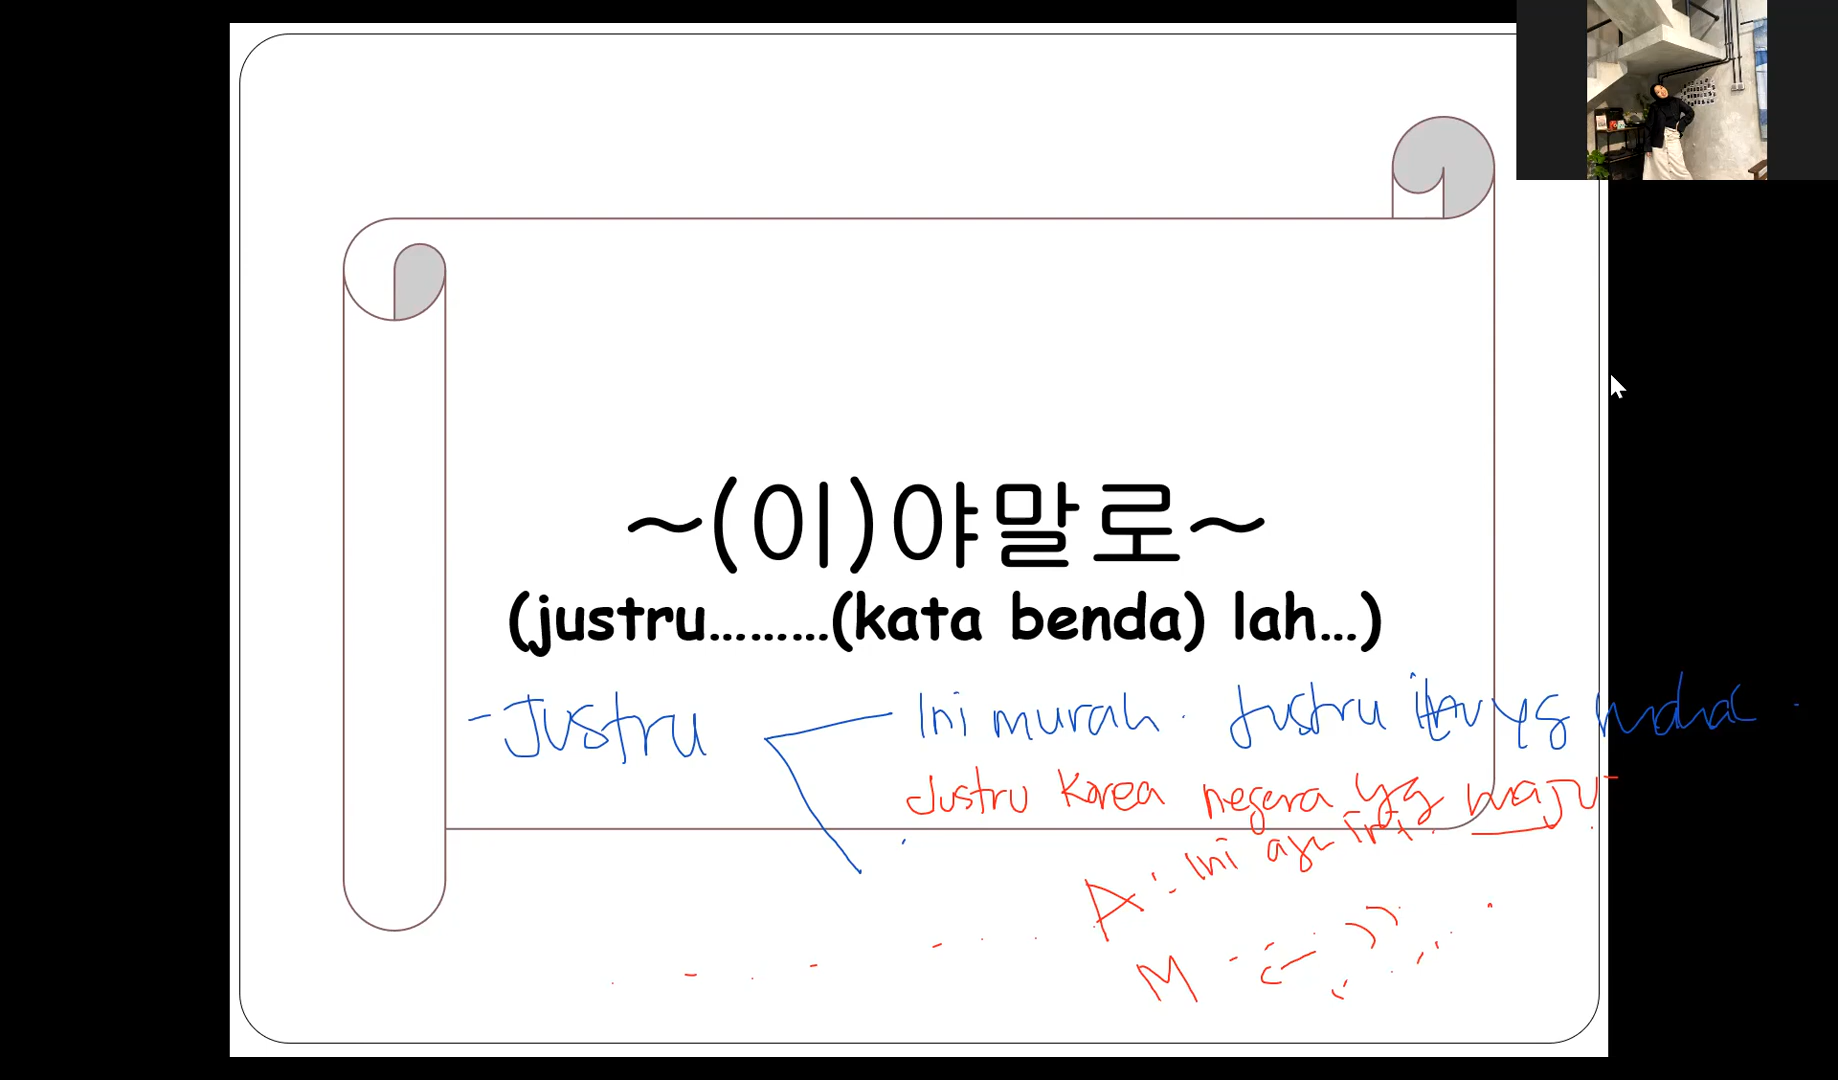 ~(이)야말로~
(justru………(kata benda) lah…)
- Justru
Ini murah. Justru itu yg mahal.
Justru Korea negara yg maju
A : Ini
M -